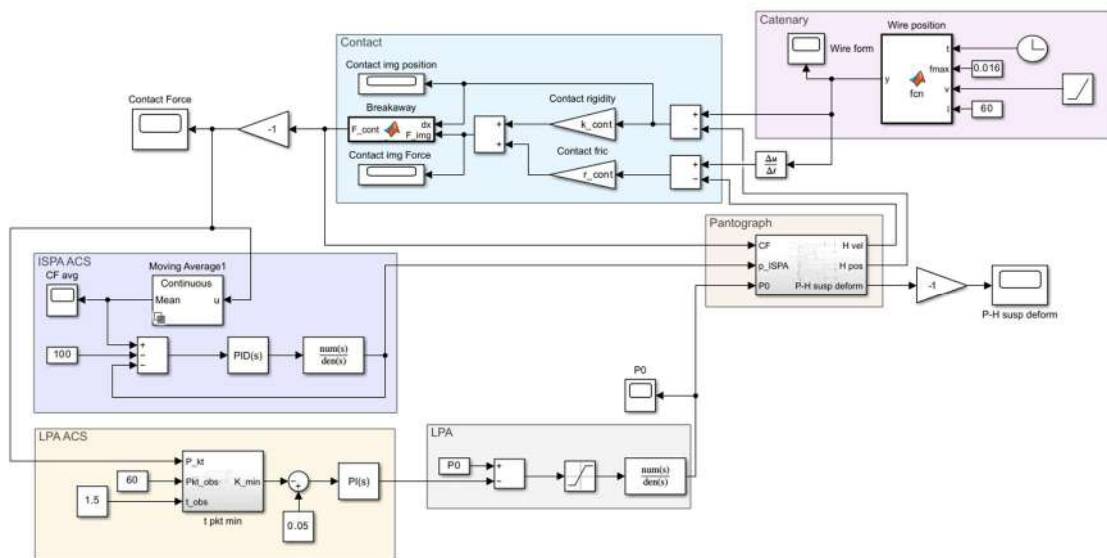 Catenary
Wire position
Wire form
t
fmax
0.016
y
fcn
v
l
60
Contact
Contact img position
Contact rigidity
Breakaway
dx
F_cont
F_img
k_cont
+
−
+
+
Contact img Force
Contact fric
r_cont
+
−
Δu
Δt
Contact Force
-1
Pantograph
CF
H vel
p_ISPA
H pos
P0
P-H susp deform
-1
P-H susp deform
ISPA ACS
Moving Average1
CF avg
Continuous
Mean
u
100
+
−
−
PID(s)
num(s)
den(s)
P0
LPA ACS
P_kt
60
Pkt_obs
K_min
1.5
t_obs
t pkt min
−
+
0.05
PI(s)
LPA
P0
+
−
num(s)
den(s)